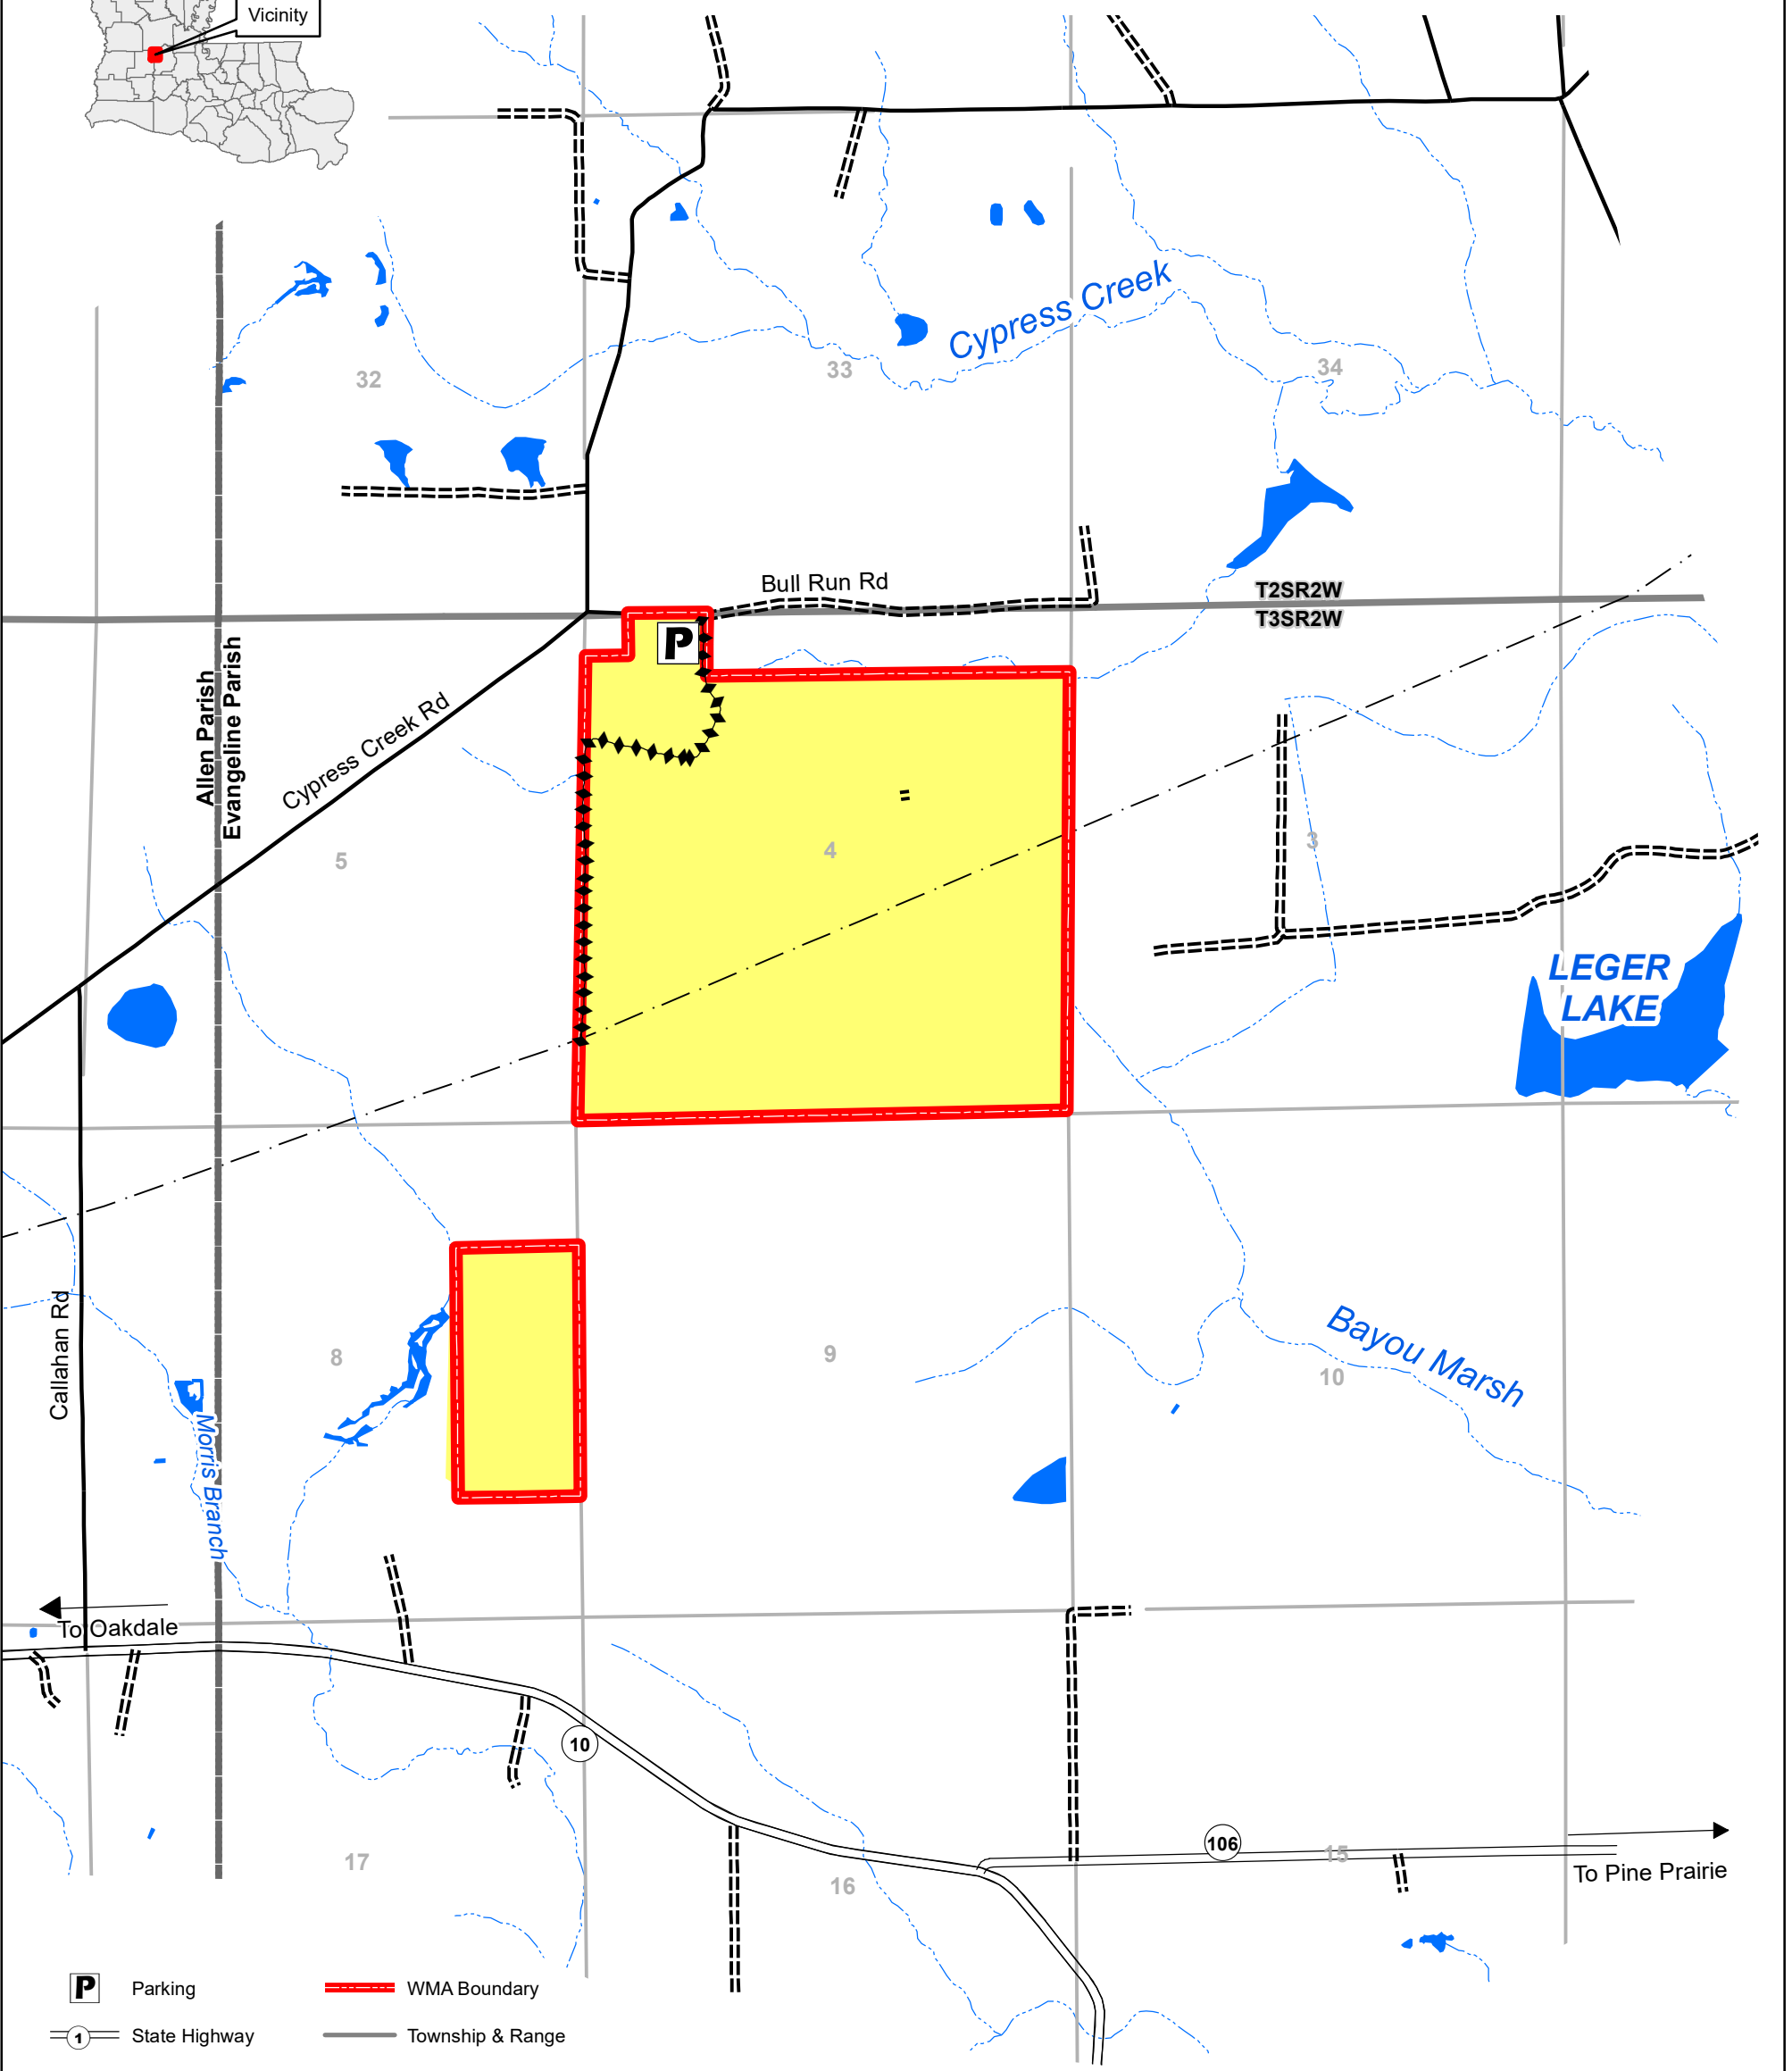 Vicinity
Cypress Creek
32
33
34
Bull Run Rd
T2SR2W
T3SR2W
P
Allen Parish
Evangeline Parish
Cypress Creek Rd
5
4
3
LEGER
LAKE
Callahan Rd
8
9
10
Bayou Marsh
Morris Branch
To Oakdale
10
106
15
To Pine Prairie
17
16
P
Parking
WMA Boundary
1
State Highway
Township & Range